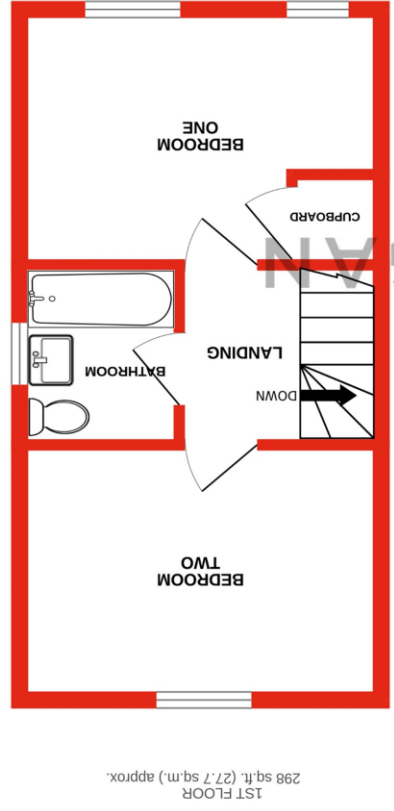 1ST FLOOR
298 sq.ft. (27.7 sq.m.) approx.
BEDROOM
TWO
DOWN
BATHROOM
LANDING
CUPBOARD
BEDROOM
ONE